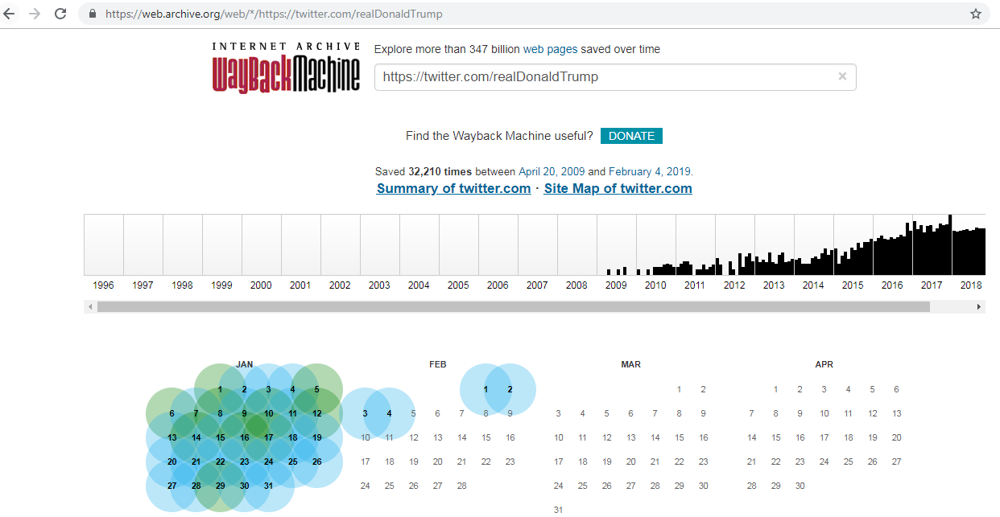 https://web.archive.org/web/*/https://twitter.com/realDonaldTrump
INTERNET ARCHIVE
WayBackMachine
Explore more than 347 billion web pages saved over time
https://twitter.com/realDonaldTrump
Find the Wayback Machine useful? DONATE
Saved 32,210 times between April 20, 2009 and February 4, 2019.
Summary of twitter.com · Site Map of twitter.com
1996 1997 1998 1999 2000 2001 2002 2003 2004 2005 2006 2007 2008 2009 2010 2011 2012 2013 2014 2015 2016 2017 2018
JAN
1 2 3 4 5
6 7 8 9 10 11 12
13 14 15 16 17 18 19
20 21 22 23 24 25 26
27 28 29 30 31
FEB
1 2
3 4 5 6 7 8 9
10 11 12 13 14 15 16
17 18 19 20 21 22 23
24 25 26 27 28
MAR
1 2
3 4 5 6 7 8 9
10 11 12 13 14 15 16
17 18 19 20 21 22 23
24 25 26 27 28 29 30
31
APR
1 2 3 4 5 6
7 8 9 10 11 12 13
14 15 16 17 18 19 20
21 22 23 24 25 26 27
28 29 30